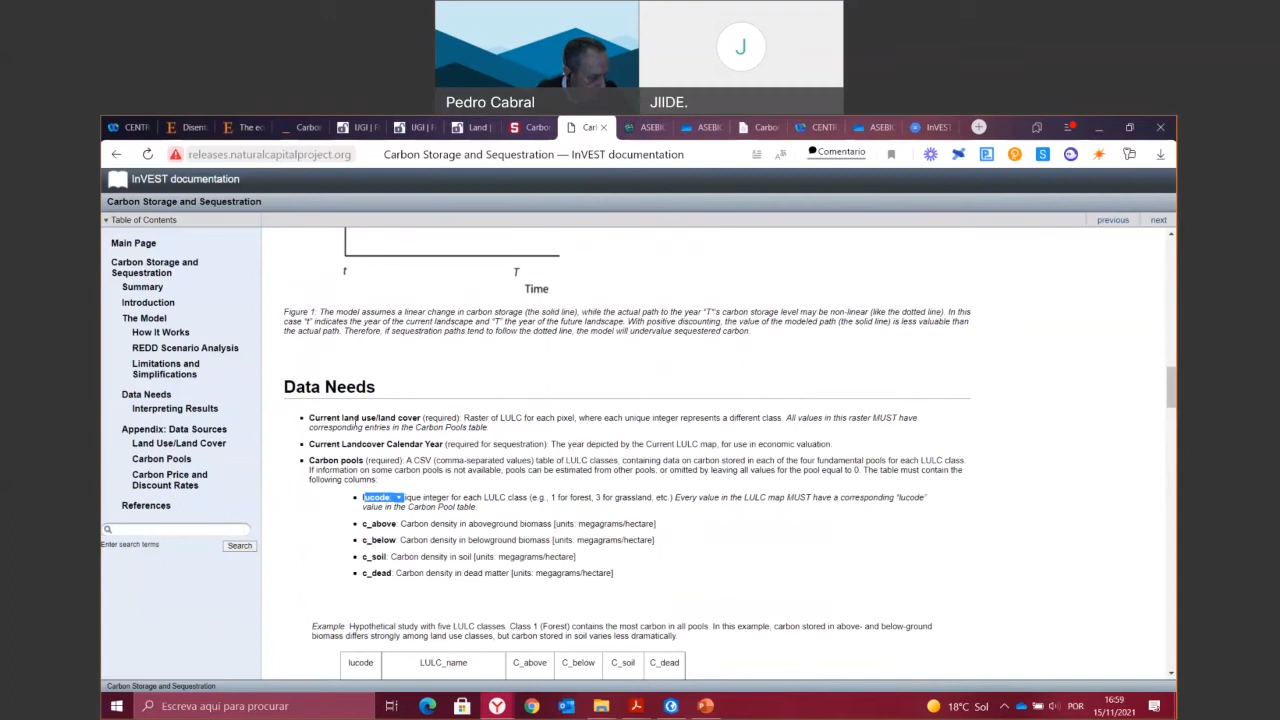 J
Pedro Cabral
JIIDE.
CENTR
Disent
The ec
Carbor
UGI | F
UGI | F
Land |
Carbo
Carl
ASEBIO
ASEBIO
Carbor
CENTR
ASEBIO
InVEST
releases.naturalcapitalproject.org
Carbon Storage and Sequestration — InVEST documentation
Comentario
InVEST documentation
Carbon Storage and Sequestration
Table of Contents
previous
next
Main Page
Carbon Storage and
Sequestration
Summary
Introduction
The Model
How It Works
REDD Scenario Analysis
Limitations and
Simplifications
Data Needs
Interpreting Results
Appendix: Data Sources
Land Use/Land Cover
Carbon Pools
Carbon Price and
Discount Rates
References
Enter search terms
Search
t
T
Time
Figure 1: The model assumes a linear change in carbon storage (the solid line), while the actual path to the year "T"'s carbon storage level may be non-linear (like the dotted line). In this
case "t" indicates the year of the current landscape and "T" the year of the future landscape. With positive discounting, the value of the modeled path (the solid line) is less valuable than
the actual path. Therefore, if sequestration paths tend to follow the dotted line, the model will undervalue sequestered carbon.
Data Needs
Current land use/land cover (required): Raster of LULC for each pixel, where each unique integer represents a different class. All values in this raster MUST have
corresponding entries in the Carbon Pools table.
Current Landcover Calendar Year (required for sequestration): The year depicted by the Current LULC map, for use in economic valuation.
Carbon pools (required): A CSV (comma-separated values) table of LULC classes, containing data on carbon stored in each of the four fundamental pools for each LULC class.
If information on some carbon pools is not available, pools can be estimated from other pools, or omitted by leaving all values for the pool equal to 0. The table must contain the
following columns:
lucode: ique integer for each LULC class (e.g., 1 for forest, 3 for grassland, etc.) Every value in the LULC map MUST have a corresponding "lucode"
value in the Carbon Pool table.
c_above: Carbon density in aboveground biomass [units: megagrams/hectare]
c_below: Carbon density in belowground biomass [units: megagrams/hectare]
c_soil: Carbon density in soil [units: megagrams/hectare]
c_dead: Carbon density in dead matter [units: megagrams/hectare]
Example. Hypothetical study with five LULC classes. Class 1 (Forest) contains the most carbon in all pools. In this example, carbon stored in above- and below-ground
biomass differs strongly among land use classes, but carbon stored in soil varies less dramatically.
lucode
LULC_name
C_above
C_below
C_soil
C_dead
Carbon Storage and Sequestration
Escreva aqui para procurar
18°C Sol
POR
16:59
15/11/2021